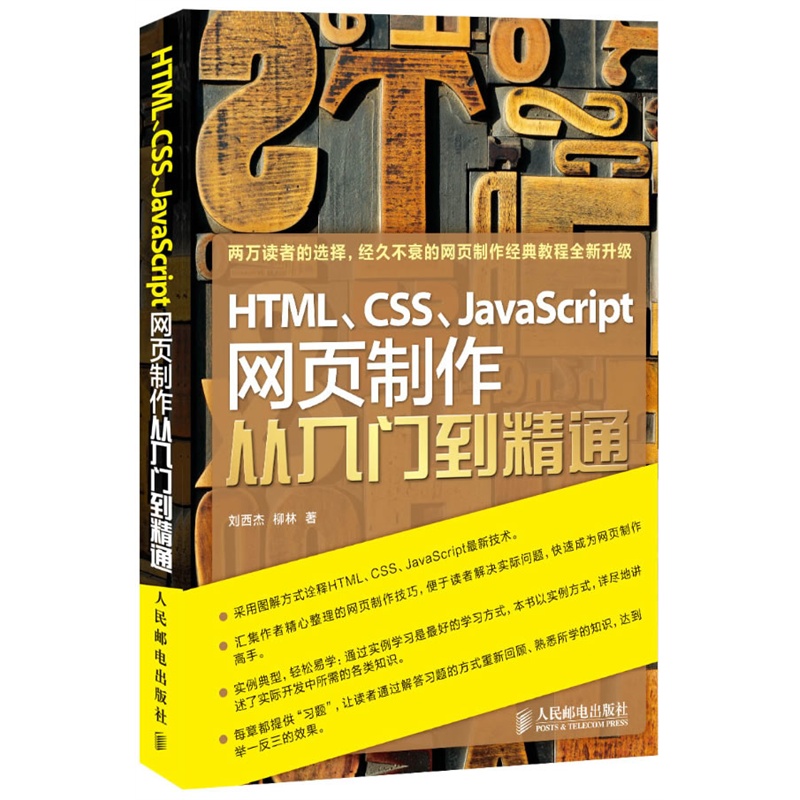 HTML、CSS、JavaScript网页制作从入门到精通
人民邮电出版社
两万读者的选择，经久不衰的网页制作经典教程全新升级
HTML、CSS、JavaScript
网页制作
从入门到精通
刘西杰 柳林 著
采用图解方式诠释HTML、CSS、JavaScript最新技术。
汇集作者精心整理的网页制作技巧，便于读者解决实际问题，快速成为网页制作
高手。
实例典型，轻松易学：通过实例学习是最好的学习方式，本书以实例方式，详尽地讲
述了实际开发中所需的各类知识。
每章都提供“习题”，让读者通过解答习题的方式重新回顾、熟悉所学的知识，达到
举一反三的效果。
人民邮电出版社
POSTS & TELECOM PRESS